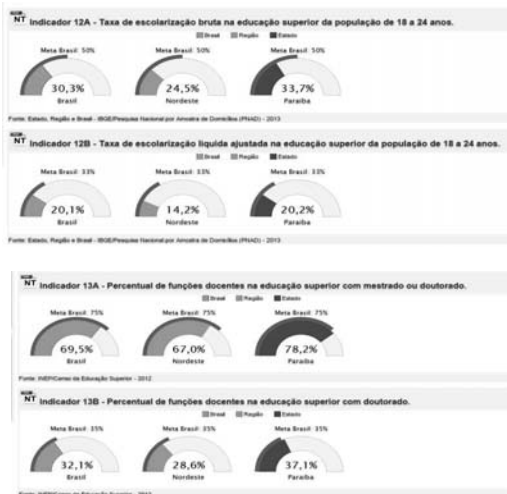 NT Indicador 12A - Taxa de escolarização bruta na educação superior da população de 18 a 24 anos.
Brasil Região Estado
Meta Brasil: 50% Meta Brasil: 50% Meta Brasil: 50%
30,3% 24,5% 33,7%
Brasil Nordeste Paraíba
Fonte: Estado, Região e Brasil - IBGE/Pesquisa Nacional por Amostra de Domicílios (PNAD) - 2013
NT Indicador 12B - Taxa de escolarização líquida ajustada na educação superior da população de 18 a 24 anos.
Brasil Região Estado
Meta Brasil: 33% Meta Brasil: 33% Meta Brasil: 33%
20,1% 14,2% 20,2%
Brasil Nordeste Paraíba
Fonte: Estado, Região e Brasil - IBGE/Pesquisa Nacional por Amostra de Domicílios (PNAD) - 2013
NT Indicador 13A - Percentual de funções docentes na educação superior com mestrado ou doutorado.
Brasil Região Estado
Meta Brasil: 75% Meta Brasil: 75% Meta Brasil: 75%
69,5% 67,0% 78,2%
Brasil Nordeste Paraíba
Fonte: INEP/Censo da Educação Superior - 2012
NT Indicador 13B - Percentual de funções docentes na educação superior com doutorado.
Brasil Região Estado
Meta Brasil: 35% Meta Brasil: 35% Meta Brasil: 35%
32,1% 28,6% 37,1%
Brasil Nordeste Paraíba